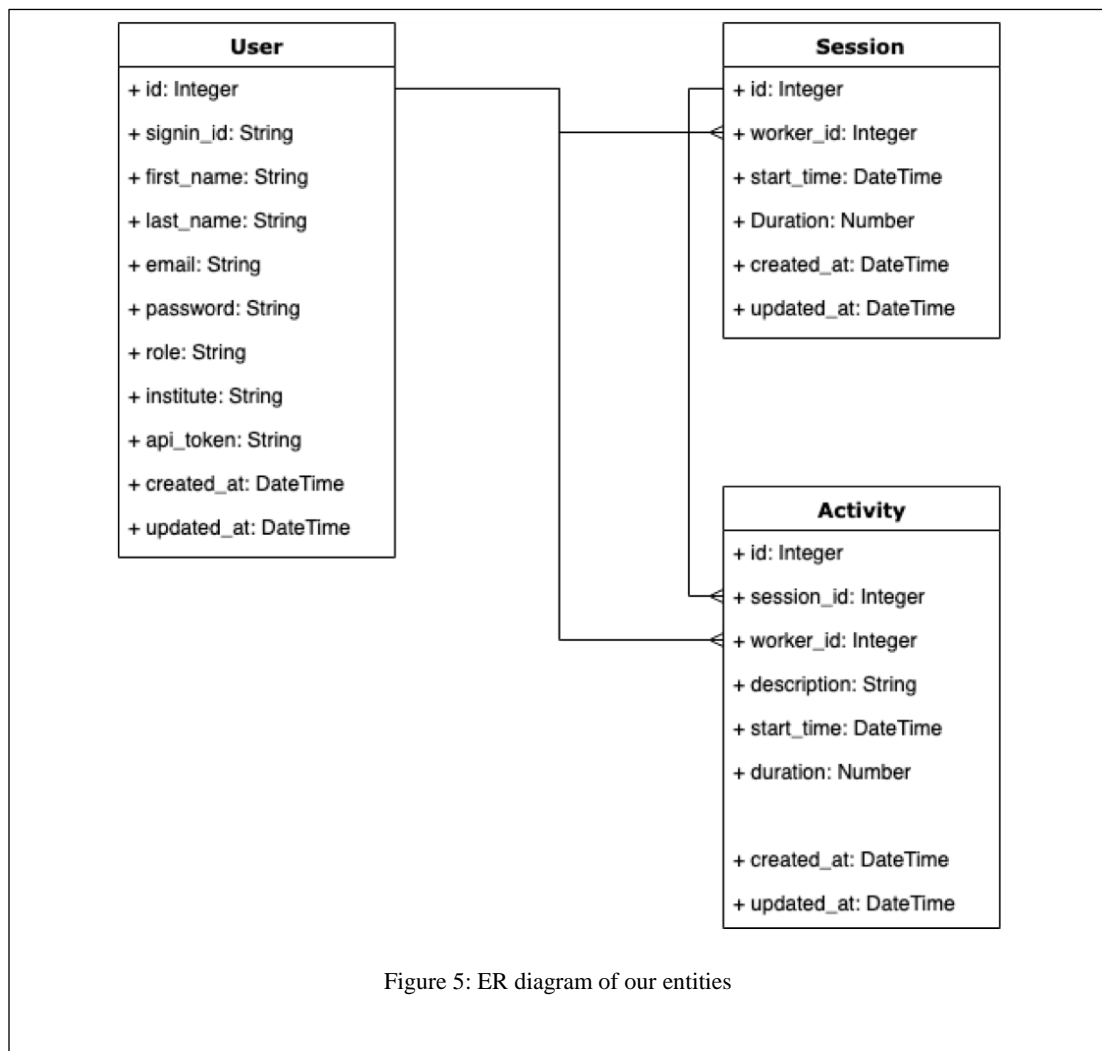 User
+ id: Integer
+ signin_id: String
+ first_name: String
+ last_name: String
+ email: String
+ password: String
+ role: String
+ institute: String
+ api_token: String
+ created_at: DateTime
+ updated_at: DateTime
Session
+ id: Integer
+ worker_id: Integer
+ start_time: DateTime
+ Duration: Number
+ created_at: DateTime
+ updated_at: DateTime
Activity
+ id: Integer
+ session_id: Integer
+ worker_id: Integer
+ description: String
+ start_time: DateTime
+ duration: Number
+ created_at: DateTime
+ updated_at: DateTime
Figure 5: ER diagram of our entities